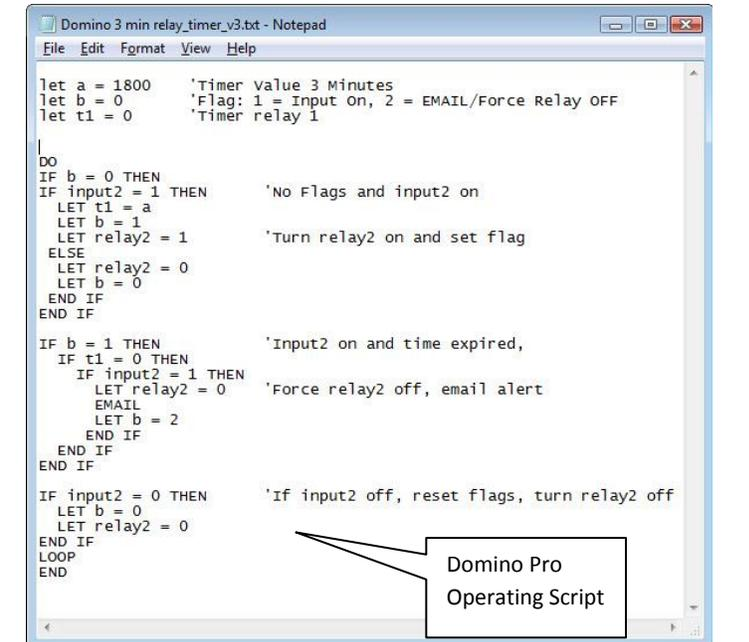 Domino 3 min relay_timer_v3.txt - Notepad
File Edit Format View Help
let a = 1800 'Timer Value 3 Minutes
let b = 0 'Flag: 1 = Input On, 2 = EMAIL/Force Relay OFF
let t1 = 0 'Timer relay 1
DO
IF b = 0 THEN
IF input2 = 1 THEN 'No Flags and input2 on
LET t1 = a
LET b = 1
LET relay2 = 1 'Turn relay2 on and set flag
ELSE
LET relay2 = 0
LET b = 0
END IF
END IF
IF b = 1 THEN 'Input2 on and time expired,
IF t1 = 0 THEN
IF input2 = 1 THEN
LET relay2 = 0 'Force relay2 off, email alert
EMAIL
LET b = 2
END IF
END IF
END IF
IF input2 = 0 THEN 'If input2 off, reset flags, turn relay2 off
LET b = 0
LET relay2 = 0
END IF
LOOP
END
Domino Pro
Operating Script